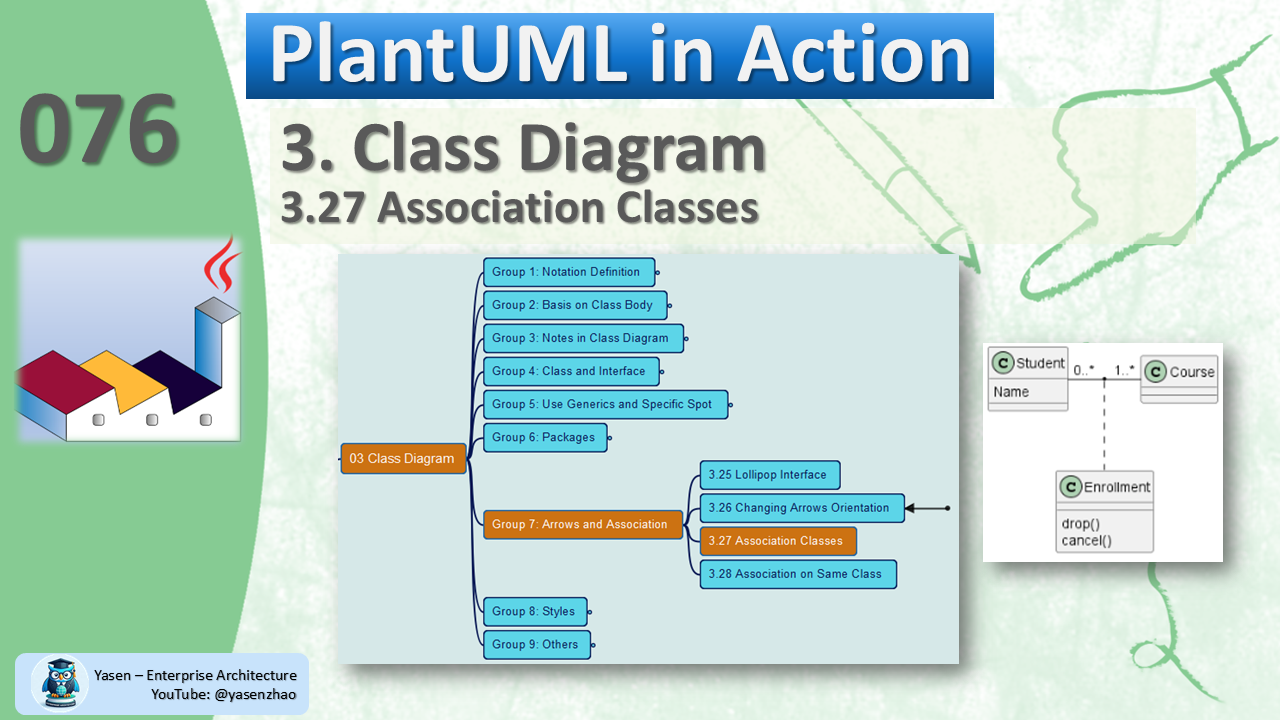 PlantUML in Action
076
3. Class Diagram
3.27 Association Classes
03 Class Diagram
Group 1: Notation Definition
Group 2: Basis on Class Body
Group 3: Notes in Class Diagram
Group 4: Class and Interface
Group 5: Use Generics and Specific Spot
Group 6: Packages
Group 7: Arrows and Association
3.25 Lollipop Interface
3.26 Changing Arrows Orientation
3.27 Association Classes
3.28 Association on Same Class
Group 8: Styles
Group 9: Others
C Student
Name
0..* 1..*
C Course
C Enrollment
drop()
cancel()
Yasen – Enterprise Architecture
YouTube: @yasenzhao